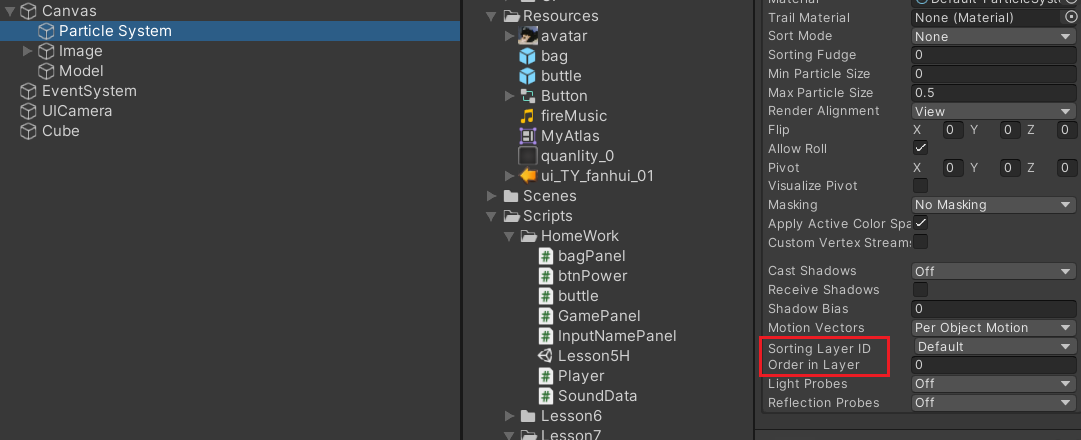 Canvas
Particle System
Image
Model
EventSystem
UICamera
Cube
Resources
avatar
bag
buttle
Button
fireMusic
MyAtlas
quanlity_0
ui_TY_fanhui_01
Scenes
Scripts
HomeWork
bagPanel
btnPower
buttle
GamePanel
InputNamePanel
Lesson5H
Player
SoundData
Lesson6
Lesson7
Material
Trail Material None (Material)
Sort Mode None
Sorting Fudge 0
Min Particle Size 0
Max Particle Size 0.5
Render Alignment View
Flip X 0 Y 0 Z 0
Allow Roll
Pivot X 0 Y 0 Z 0
Visualize Pivot
Masking No Masking
Apply Active Color Spa
Custom Vertex Streams
Cast Shadows Off
Receive Shadows
Shadow Bias 0
Motion Vectors Per Object Motion
Sorting Layer ID Default
Order in Layer 0
Light Probes Off
Reflection Probes Off